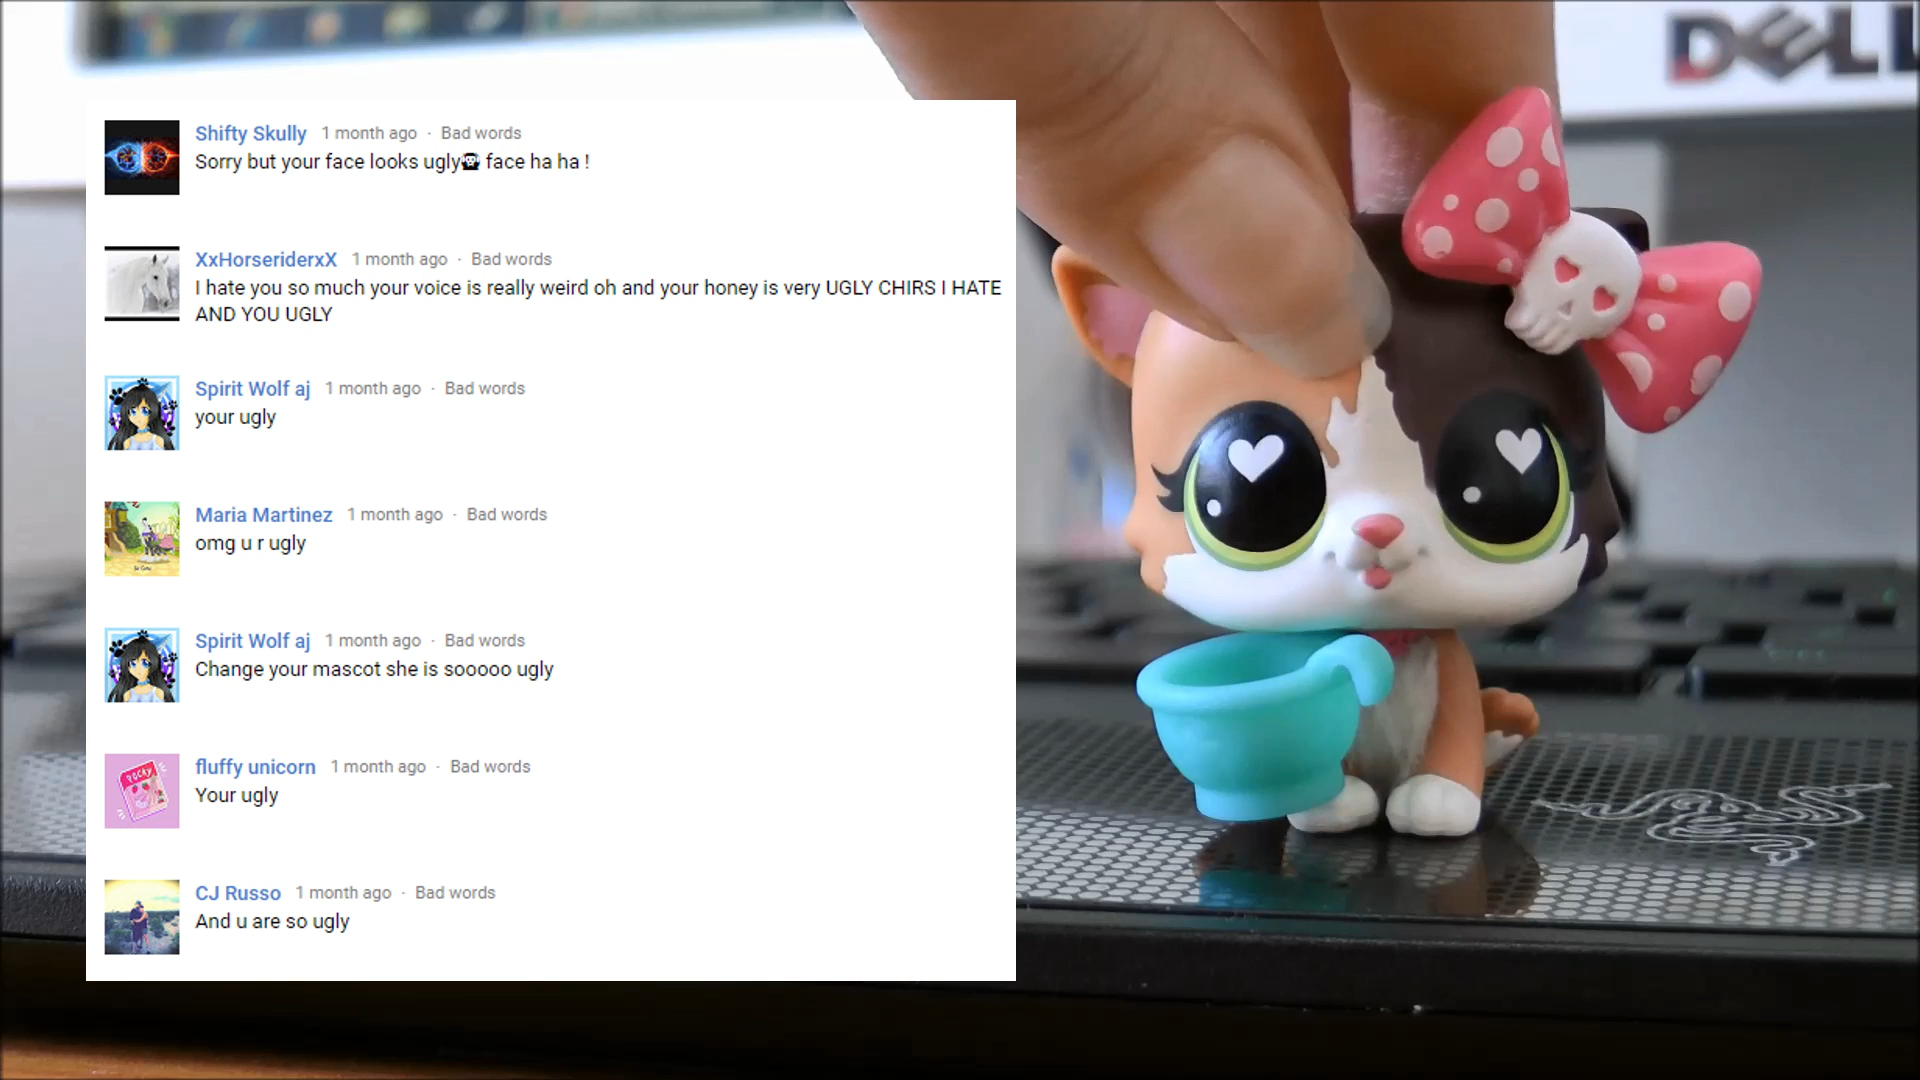 DELL
Shifty Skully 1 month ago · Bad words
Sorry but your face looks ugly face ha ha !
XxHorseriderxX 1 month ago · Bad words
I hate you so much your voice is really weird oh and your honey is very UGLY CHIRS I HATE
AND YOU UGLY
Spirit Wolf aj 1 month ago · Bad words
your ugly
Maria Martinez 1 month ago · Bad words
omg u r ugly
Spirit Wolf aj 1 month ago · Bad words
Change your mascot she is sooooo ugly
fluffy unicorn 1 month ago · Bad words
Your ugly
POCKY
CJ Russo 1 month ago · Bad words
And u are so ugly